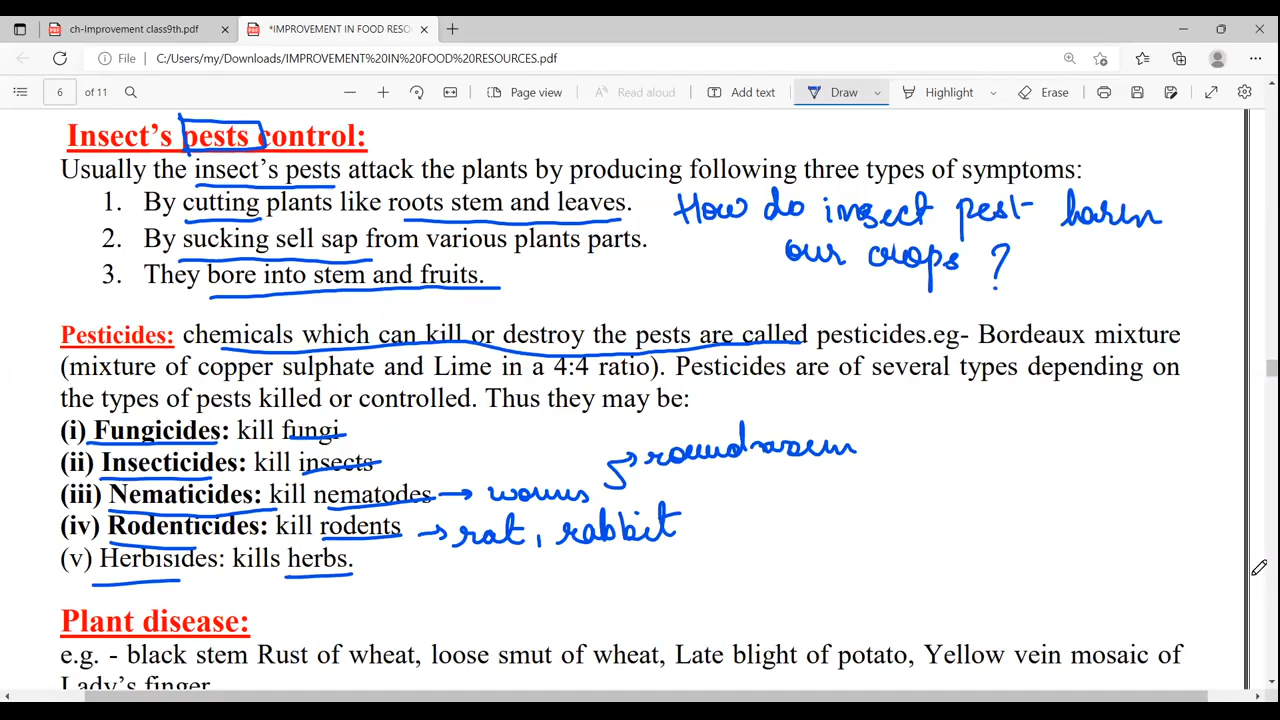 ch-Improvement class9th.pdf
*IMPROVEMENT IN FOOD RESO
File C:/Users/my/Downloads/IMPROVEMENT%20IN%20FOOD%20RESOURCES.pdf
6 of 11 Page view Read aloud Add text Draw Highlight Erase
Insect's pests control:
Usually the insect's pests attack the plants by producing following three types of symptoms:
1. By cutting plants like roots stem and leaves.
2. By sucking sell sap from various plants parts.
3. They bore into stem and fruits.
How do insect pest harm
our crops ?
Pesticides: chemicals which can kill or destroy the pests are called pesticides.eg- Bordeaux mixture
(mixture of copper sulphate and Lime in a 4:4 ratio). Pesticides are of several types depending on
the types of pests killed or controlled. Thus they may be:
(i) Fungicides: kill fungi
(ii) Insecticides: kill insects
(iii) Nematicides: kill nematodes → worms → roundworm
(iv) Rodenticides: kill rodents → rat, rabbit
(v) Herbisides: kills herbs.
Plant disease:
e.g. - black stem Rust of wheat, loose smut of wheat, Late blight of potato, Yellow vein mosaic of
Lady's finger